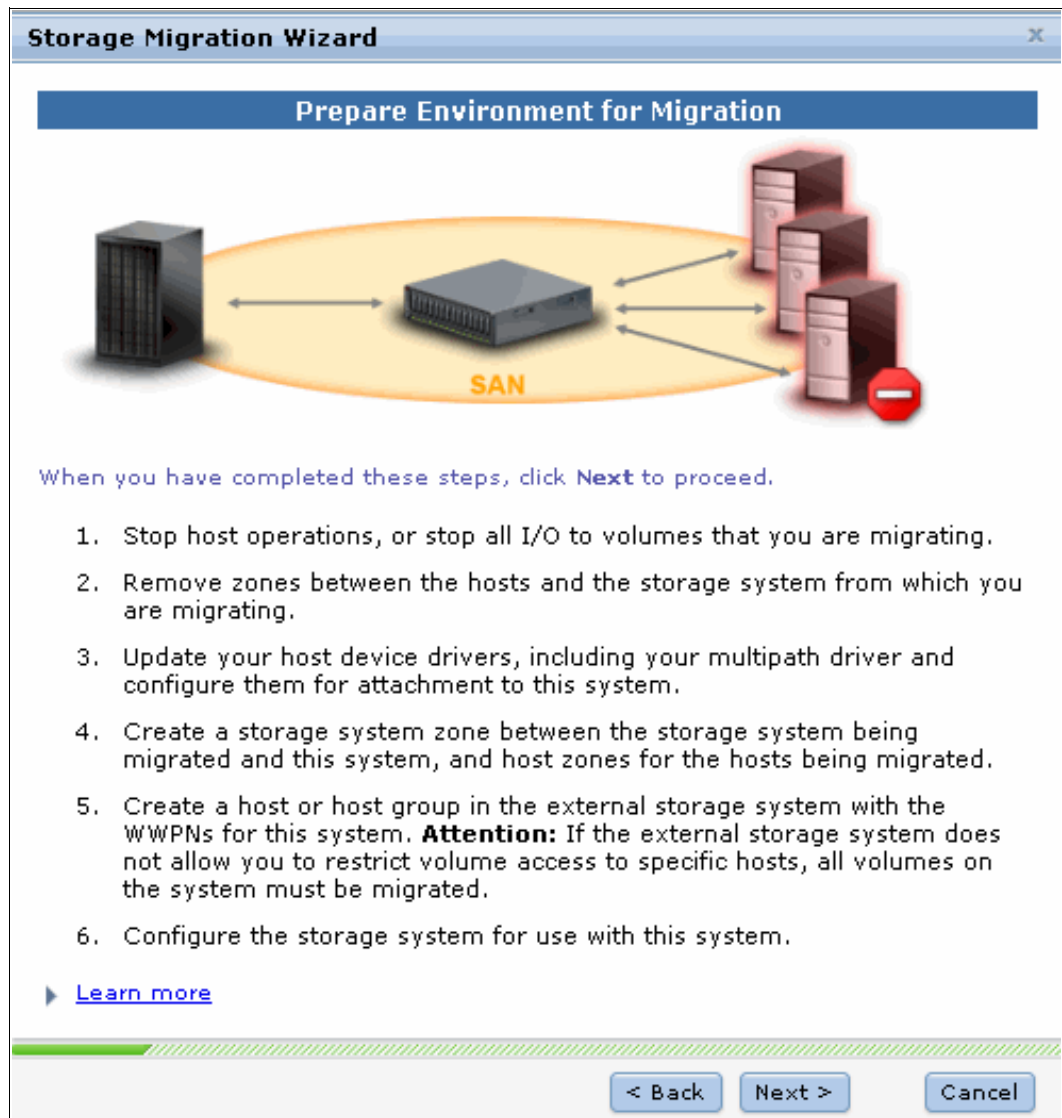 Storage Migration Wizard
x
Prepare Environment for Migration
SAN
When you have completed these steps, click Next to proceed.
1. Stop host operations, or stop all I/O to volumes that you are migrating.
2. Remove zones between the hosts and the storage system from which you
are migrating.
3. Update your host device drivers, including your multipath driver and
configure them for attachment to this system.
4. Create a storage system zone between the storage system being
migrated and this system, and host zones for the hosts being migrated.
5. Create a host or host group in the external storage system with the
WWPNs for this system. Attention: If the external storage system does
not allow you to restrict volume access to specific hosts, all volumes on
the system must be migrated.
6. Configure the storage system for use with this system.
Learn more
< Back Next > Cancel